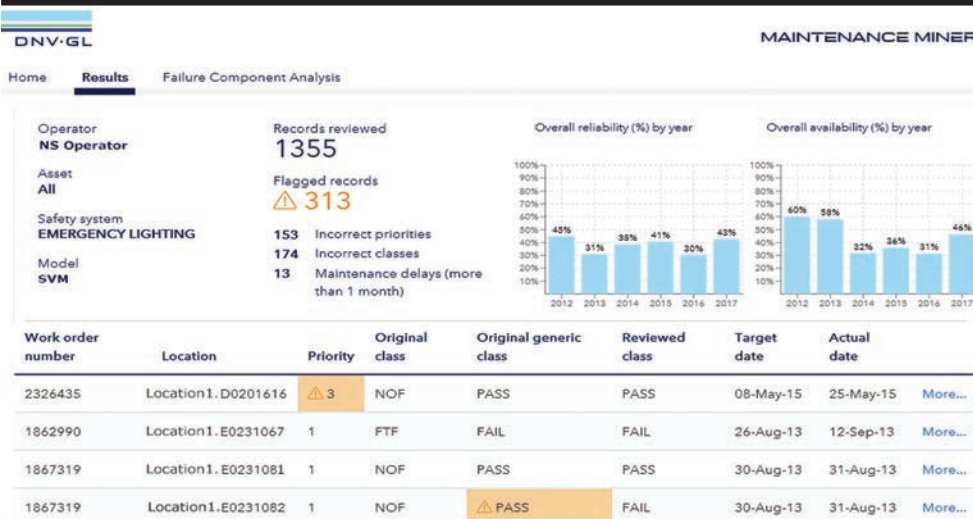 DNV·GL
MAINTENANCE MINER
Home Results Failure Component Analysis
Operator
NS Operator
Asset
All
Safety system
EMERGENCY LIGHTING
Model
SVM
Records reviewed
1355
Flagged records
313
153 Incorrect priorities
174 Incorrect classes
13 Maintenance delays (more
than 1 month)
Overall reliability (%) by year
100%
90%
80%
70%
60%
50%
40%
30%
20%
10%
45% 31% 38% 41% 30% 43%
2012 2013 2014 2015 2016 2017
Overall availability (%) by year
100%
90%
80%
70%
60%
50%
40%
30%
20%
10%
60% 58% 32% 36% 31% 46%
2012 2013 2014 2015 2016 2017
Work order number Location Priority Original class Original generic class Reviewed class Target date Actual date
2326435 Location1.D0201616 3 NOF PASS PASS 08-May-15 25-May-15 More...
1862990 Location1.E0231067 1 FTF FAIL FAIL 26-Aug-13 12-Sep-13 More...
1867319 Location1.E0231081 1 NOF PASS PASS 30-Aug-13 31-Aug-13 More...
1867319 Location1.E0231082 1 NOF PASS FAIL 30-Aug-13 31-Aug-13 More...